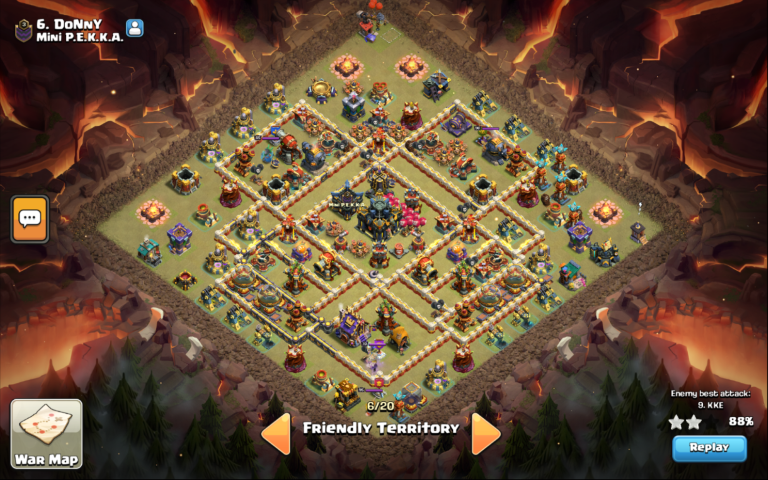 6. DoNNY
Mini P.E.K.K.A.
Mini P.E.K.K.A
6/20
Friendly Territory
War Map
Enemy best attack:
9. KKE
88%
Replay